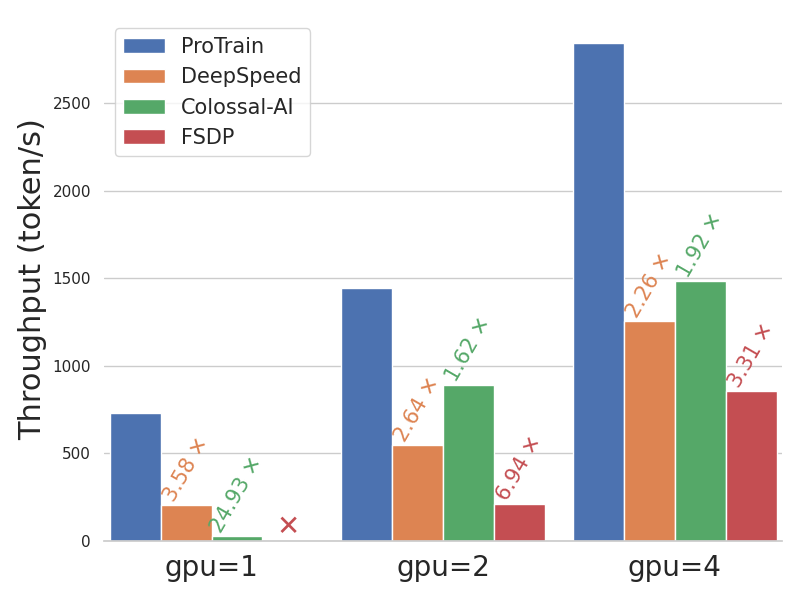 ProTrain
DeepSpeed
Colossal-AI
FSDP
Throughput (token/s)
2500
2000
1500
1000
500
0
3.58 ×
24.93 ×
×
2.64 ×
1.62 ×
6.94 ×
2.26 ×
1.92 ×
3.31 ×
gpu=1
gpu=2
gpu=4